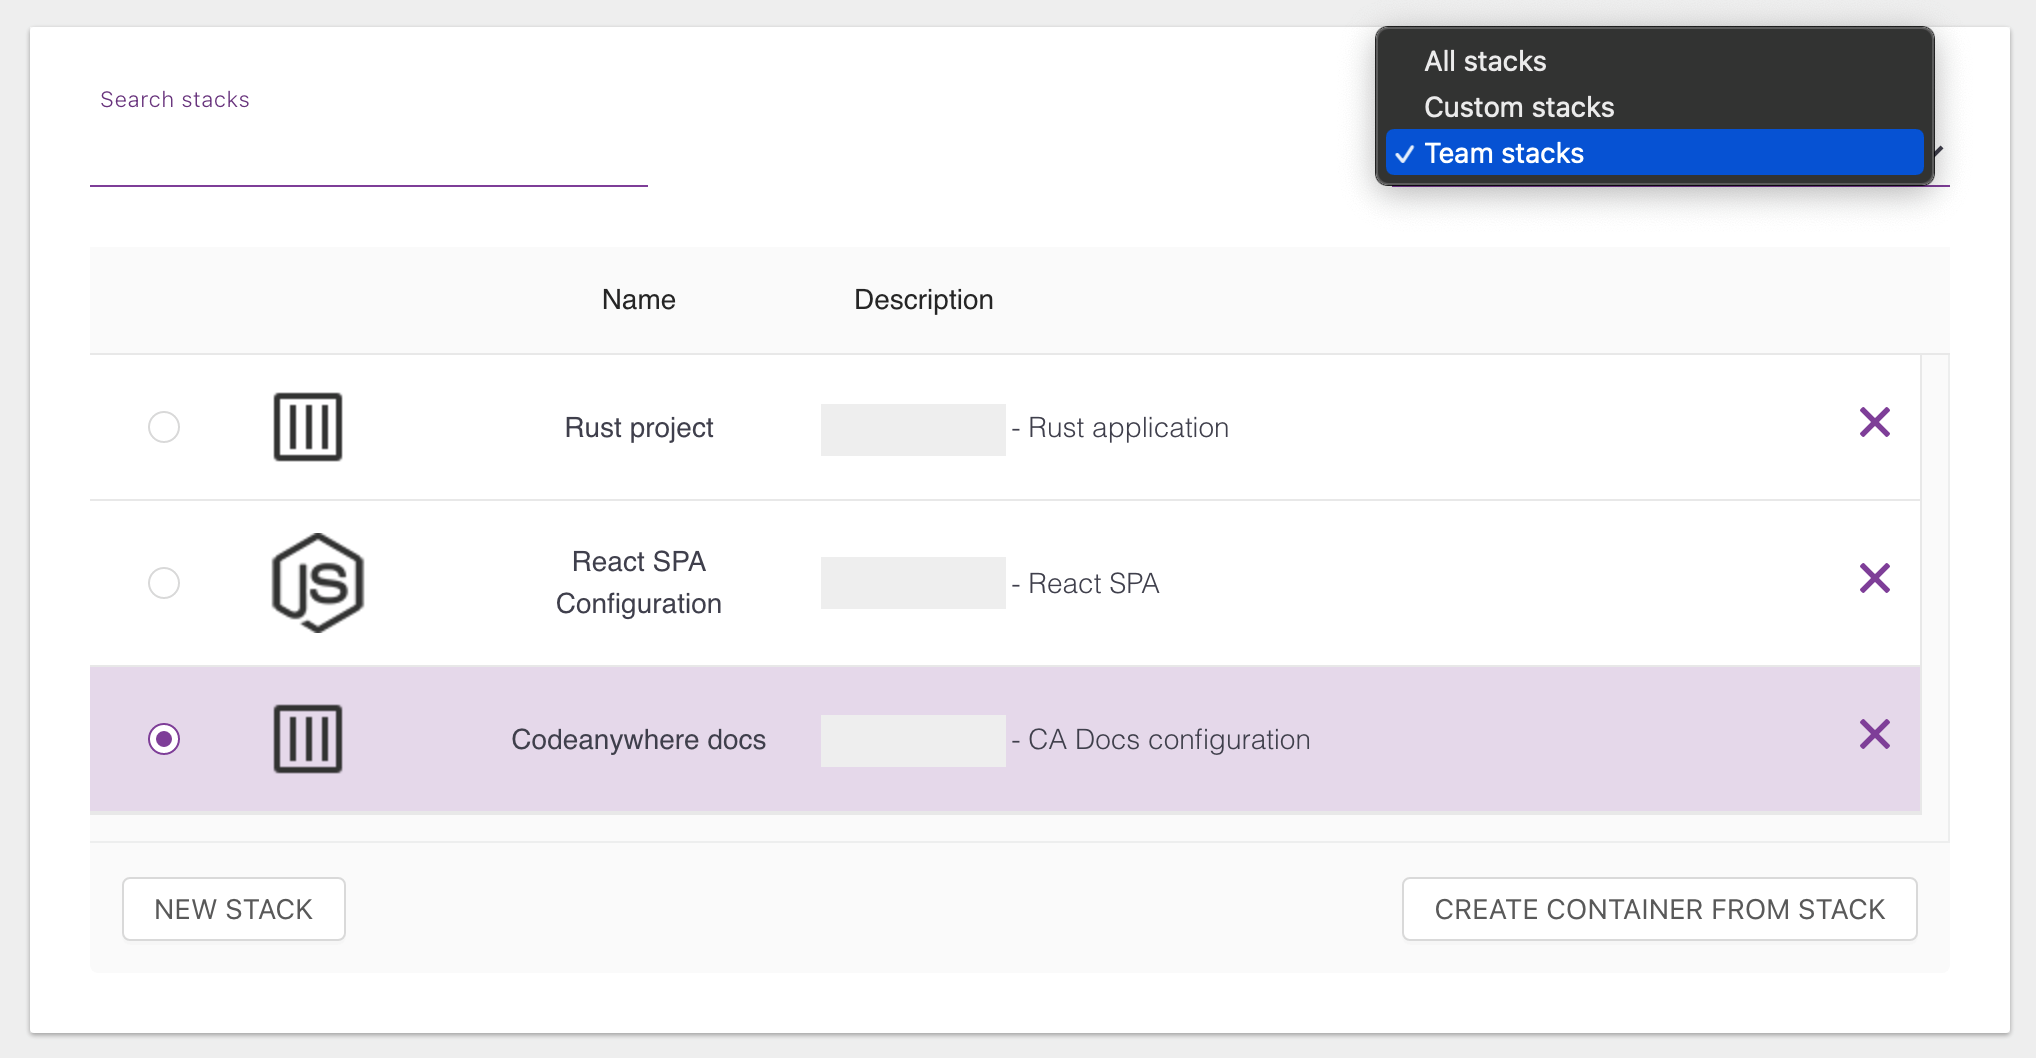 All stacks
Search stacks
Custom stacks
Team stacks
Name Description
Rust project - Rust application
JS
React SPA
Configuration
- React SPA
Codeanywhere docs - CA Docs configuration
NEW STACK CREATE CONTAINER FROM STACK